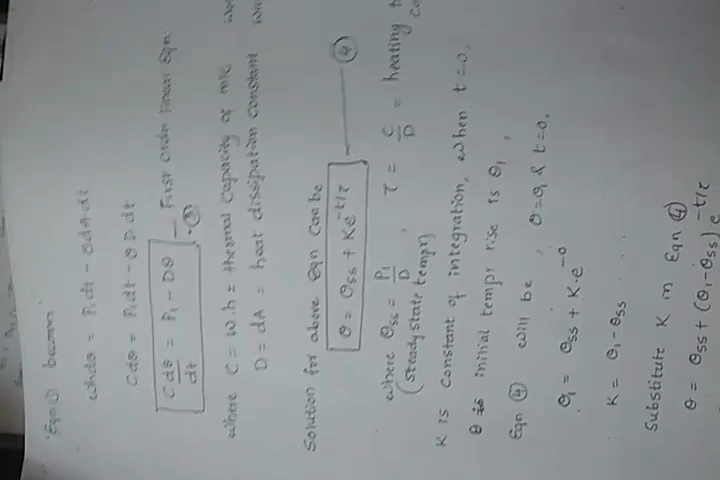 Eqn ① becomes
whdθ = P₁dt - θdA·dt
Cdθ = P₁dt - θDdt
C dθ/dt = P₁ - Dθ — First order linear Eqn. ③
where C = w.h = thermal capacity of m/c
D = dA = heat dissipation constant
Solution for above eqn can be
θ = θss + Ke^-t/τ ——— ④
where θss = P₁/D , τ = C/D = heating
(steady state tempr)
K is constant of integration, when t=0,
θ is initial tempr rise is θ₁ ,
Eqn ④ will be , θ=θ₁ & t=0.
θ₁ = θss + K·e^-0
K = θ₁ - θss . . . .
Substitute K in Eqn ④
θ = θss + (θ₁-θss) e^-t/τ